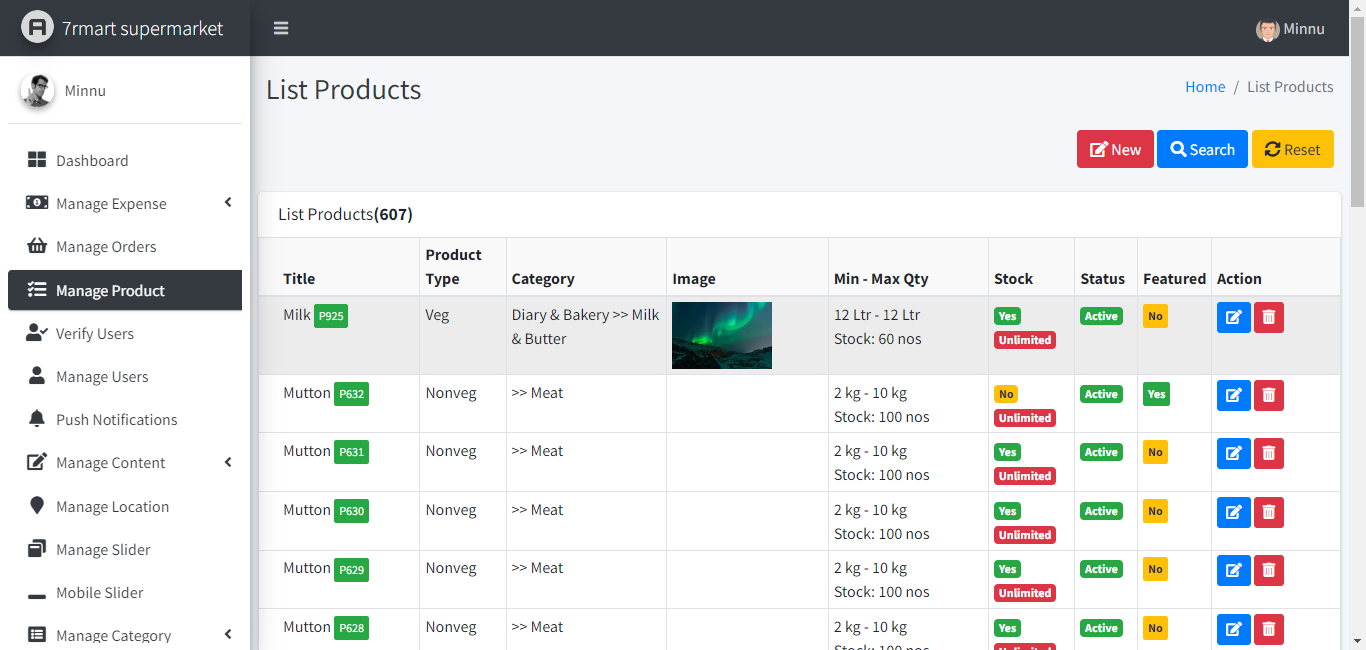 7rmart supermarket
Minnu
Minnu
Dashboard
Manage Expense
Manage Orders
Manage Product
Verify Users
Manage Users
Push Notifications
Manage Content
Manage Location
Manage Slider
Mobile Slider
Manage Category
List Products
Home / List Products
New Search Reset
List Products(607)
Title Product Type Category Image Min - Max Qty Stock Status Featured Action
Milk P925 Veg Diary & Bakery >> Milk 12 Ltr - 12 Ltr Yes Active No
& Butter Stock: 60 nos Unlimited
Mutton P632 Nonveg >> Meat 2 kg - 10 kg No Active Yes
Stock: 100 nos Unlimited
Mutton P631 Nonveg >> Meat 2 kg - 10 kg Yes Active No
Stock: 100 nos Unlimited
Mutton P630 Nonveg >> Meat 2 kg - 10 kg Yes Active No
Stock: 100 nos Unlimited
Mutton P629 Nonveg >> Meat 2 kg - 10 kg Yes Active No
Stock: 100 nos Unlimited
Mutton P628 Nonveg >> Meat 2 kg - 10 kg Yes Active No